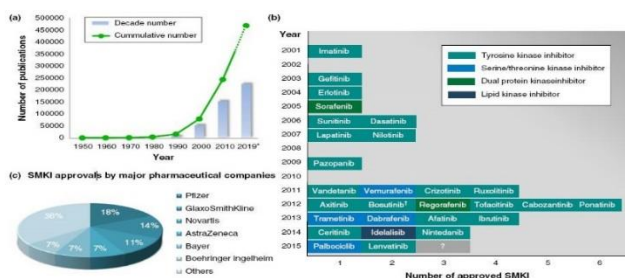 (a)
Decade number
Cummulative number
Number of publications
500000
450000
400000
350000
300000
250000
200000
150000
100000
50000
0
1950 1960 1970 1980 1990 2000 2010 2019*
Year
(b)
Year
2001 Imatinib
2002
2003 Gefitinib
2004 Erlotinib
2005 Sorafenib
2006 Sunitinib Dasatinib
2007 Lapatinib Nilotinib
2008
2009 Pazopanib
2010
2011 Vandetanib Vemurafenib Crizotinib Ruxolitinib
2012 Axitinib Bosutinib† Regorafenib Tofacitinib Cabozantinib Ponatinib
2013 Trametinib Dabrafenib Afatinib Ibrutinib
2014 Ceritinib Idelalisib Nintedanib
2015 Palbociclib Lenvatinib ?
1 2 3 4 5 6
Number of approved SMKI
Tyrosine kinase inhibitor
Serine/threonine kinase inhibitor
Dual protein kinaseinhibitor
Lipid kinase inhibitor
(c) SMKI approvals by major pharmaceutical companies
36%
18%
14%
11%
7%
7%
7%
Pfizer
GlaxoSmithKline
Novartis
AstraZeneca
Bayer
Boehringer ingelheim
Others